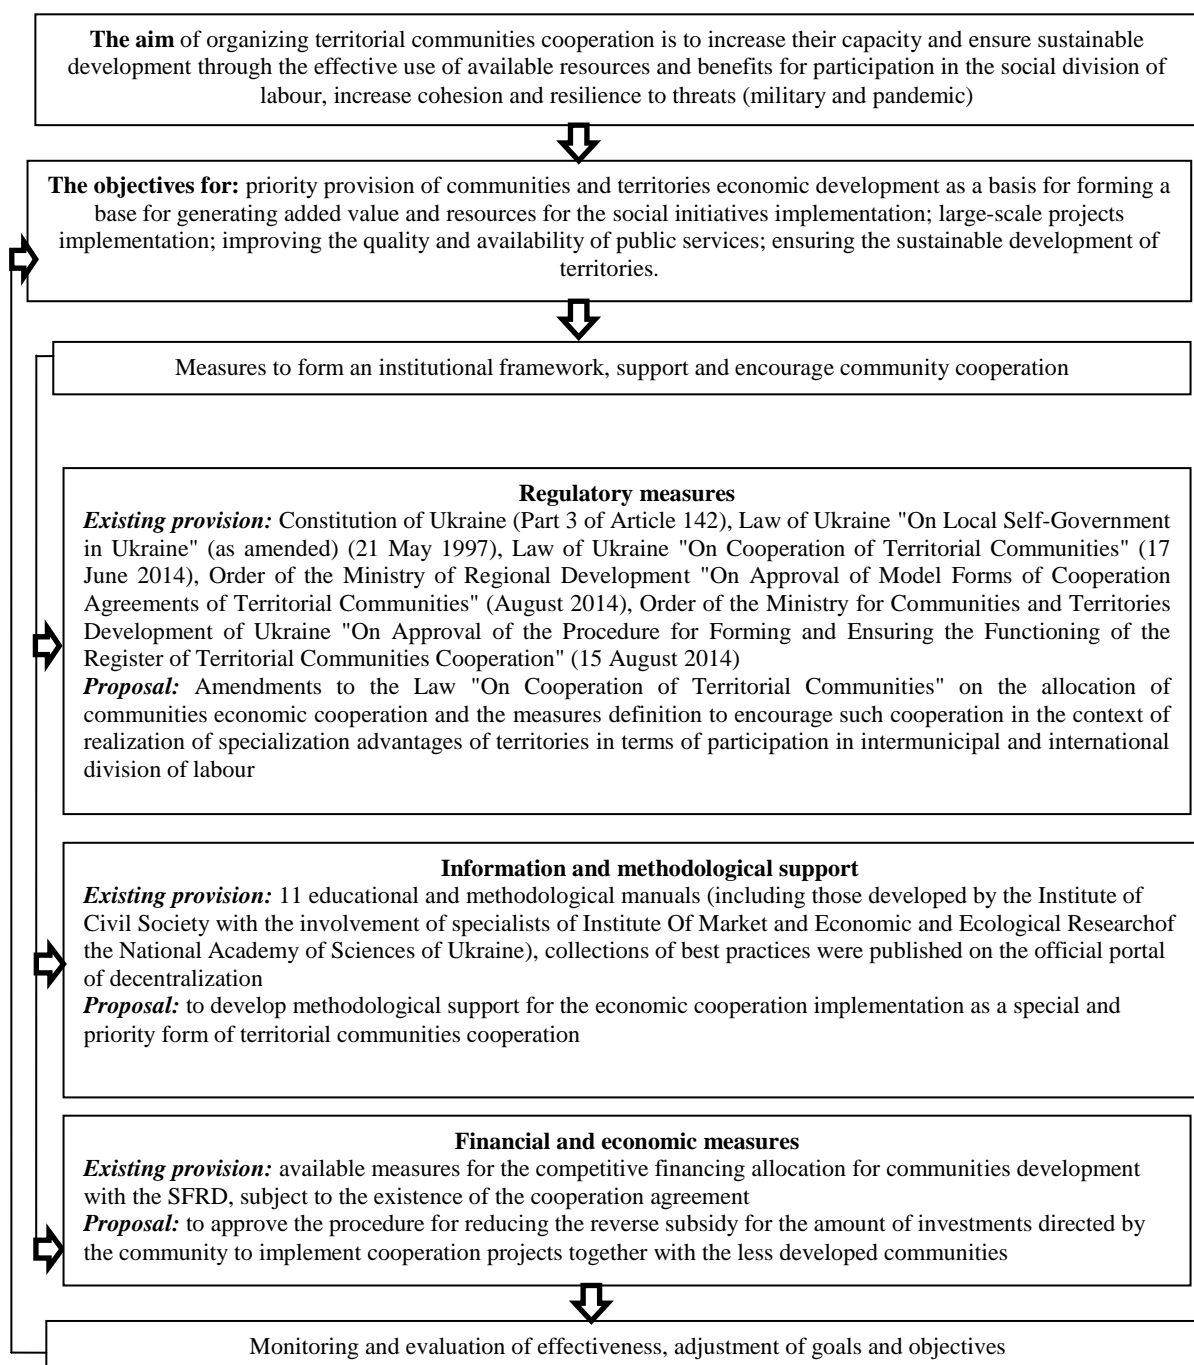 The aim of organizing territorial communities cooperation is to increase their capacity and ensure sustainable
development through the effective use of available resources and benefits for participation in the social division of
labour, increase cohesion and resilience to threats (military and pandemic)
The objectives for: priority provision of communities and territories economic development as a basis for forming a
base for generating added value and resources for the social initiatives implementation; large-scale projects
implementation; improving the quality and availability of public services; ensuring the sustainable development of
territories.
Measures to form an institutional framework, support and encourage community cooperation
Regulatory measures
Existing provision: Constitution of Ukraine (Part 3 of Article 142), Law of Ukraine "On Local Self-Government
in Ukraine" (as amended) (21 May 1997), Law of Ukraine "On Cooperation of Territorial Communities" (17
June 2014), Order of the Ministry of Regional Development "On Approval of Model Forms of Cooperation
Agreements of Territorial Communities" (August 2014), Order of the Ministry for Communities and Territories
Development of Ukraine "On Approval of the Procedure for Forming and Ensuring the Functioning of the
Register of Territorial Communities Cooperation" (15 August 2014)
Proposal: Amendments to the Law "On Cooperation of Territorial Communities" on the allocation of
communities economic cooperation and the measures definition to encourage such cooperation in the context of
realization of specialization advantages of territories in terms of participation in intermunicipal and international
division of labour
Information and methodological support
Existing provision: 11 educational and methodological manuals (including those developed by the Institute of
Civil Society with the involvement of specialists of Institute Of Market and Economic and Ecological Researchof
the National Academy of Sciences of Ukraine), collections of best practices were published on the official portal
of decentralization
Proposal: to develop methodological support for the economic cooperation implementation as a special and
priority form of territorial communities cooperation
Financial and economic measures
Existing provision: available measures for the competitive financing allocation for communities development
with the SFRD, subject to the existence of the cooperation agreement
Proposal: to approve the procedure for reducing the reverse subsidy for the amount of investments directed by
the community to implement cooperation projects together with the less developed communities
Monitoring and evaluation of effectiveness, adjustment of goals and objectives